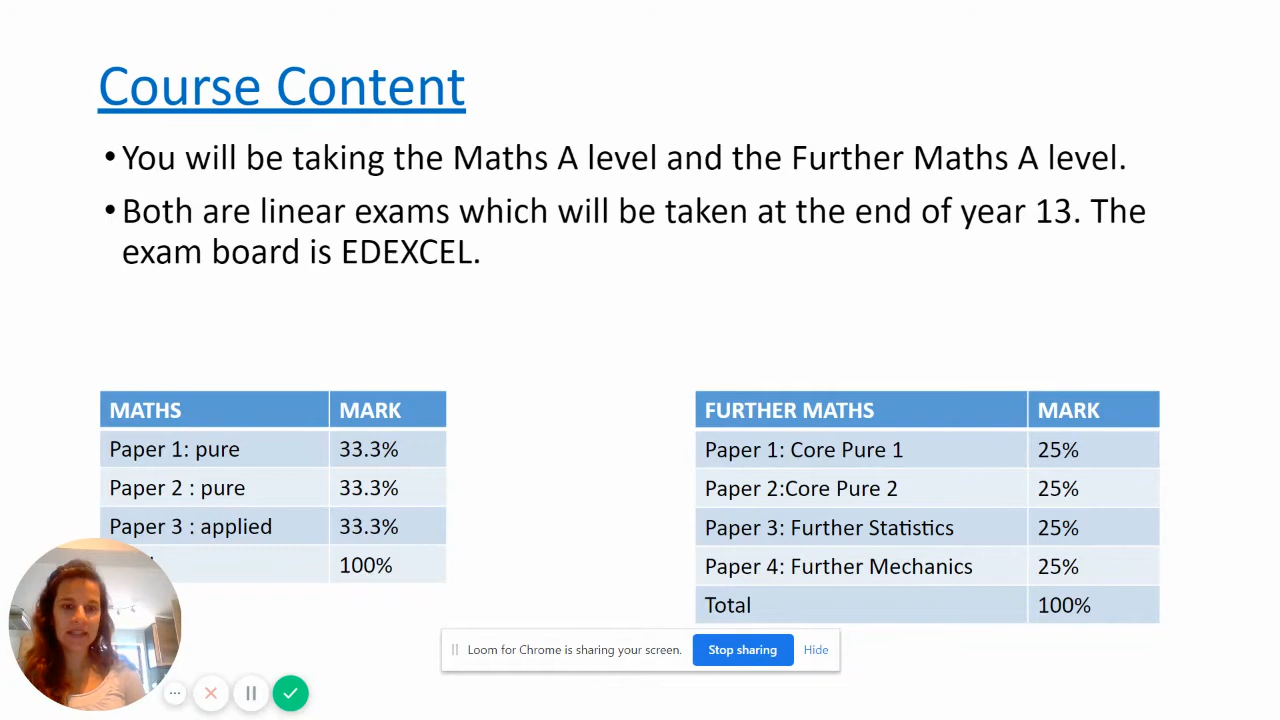 Course Content
•You will be taking the Maths A level and the Further Maths A level.
•Both are linear exams which will be taken at the end of year 13. The
exam board is EDEXCEL.
MATHS MARK
Paper 1: pure 33.3%
Paper 2 : pure 33.3%
Paper 3 : applied 33.3%
100%
FURTHER MATHS MARK
Paper 1: Core Pure 1 25%
Paper 2:Core Pure 2 25%
Paper 3: Further Statistics 25%
Paper 4: Further Mechanics 25%
Total 100%
Loom for Chrome is sharing your screen. Stop sharing Hide